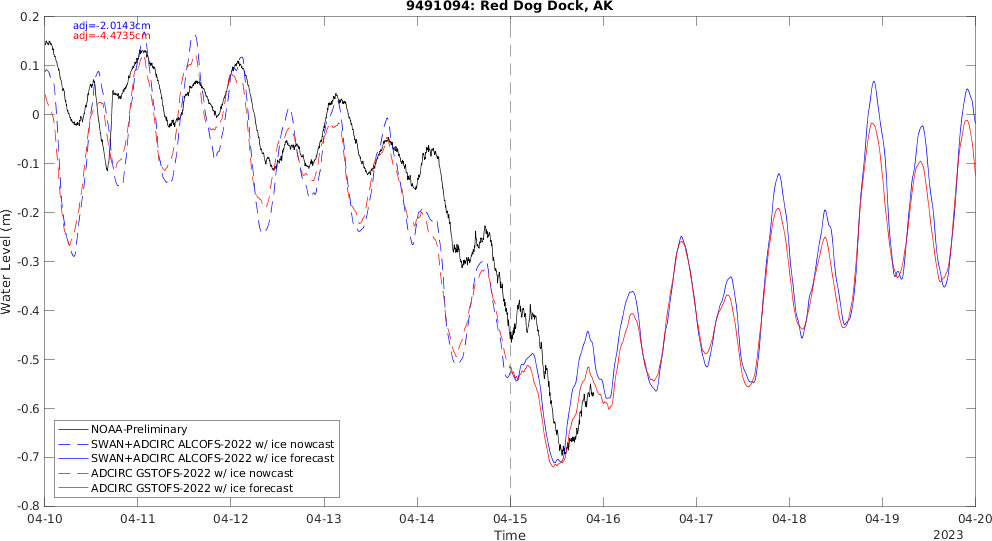 9491094: Red Dog Dock, AK
adj=-2.0143cm
adj=-4.4735cm
Water Level (m)
0.2
0.1
0
-0.1
-0.2
-0.3
-0.4
-0.5
-0.6
-0.7
-0.8
NOAA-Preliminary
SWAN+ADCIRC ALCOFS-2022 w/ ice nowcast
SWAN+ADCIRC ALCOFS-2022 w/ ice forecast
ADCIRC GSTOFS-2022 w/ ice nowcast
ADCIRC GSTOFS-2022 w/ ice forecast
04-10 04-11 04-12 04-13 04-14 04-15 04-16 04-17 04-18 04-19 04-20
Time
2023